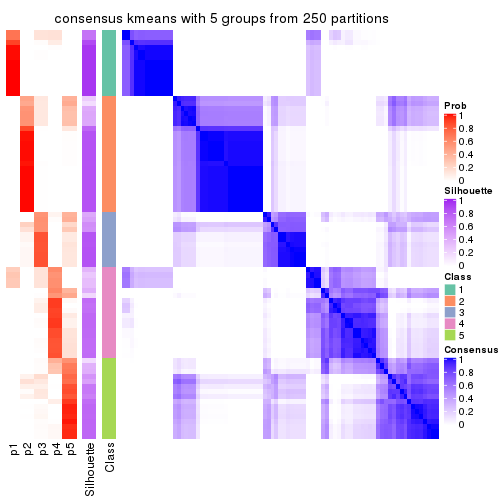 consensus kmeans with 5 groups from 250 partitions
Prob
1
0.8
0.6
0.4
0.2
0
Silhouette
1
0.8
0.6
0.4
0.2
0
Class
1
2
3
4
5
Consensus
1
0.8
0.6
0.4
0.2
0
p1
p2
p3
p4
p5
Silhouette
Class